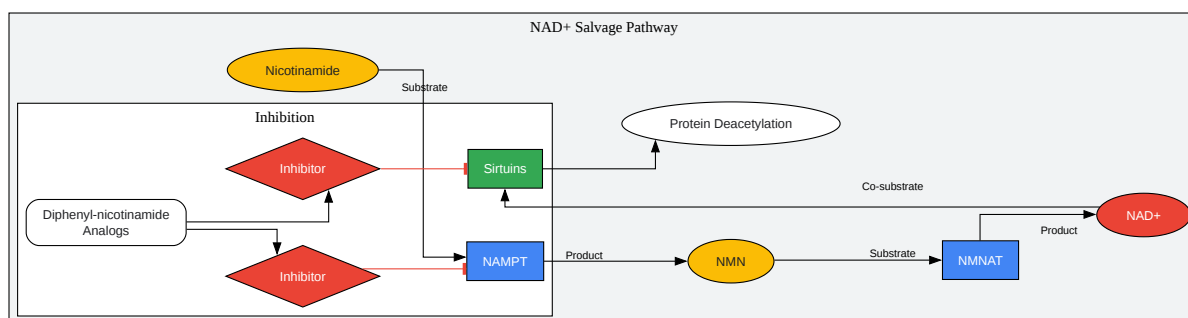 NAD+ Salvage Pathway
Nicotinamide
Substrate
Inhibition
Protein Deacetylation
Inhibitor
Sirtuins
Co-substrate
Diphenyl-nicotinamide
Analogs
NAD+
Product
Inhibitor
NAMPT
Product
NMN
Substrate
NMNAT